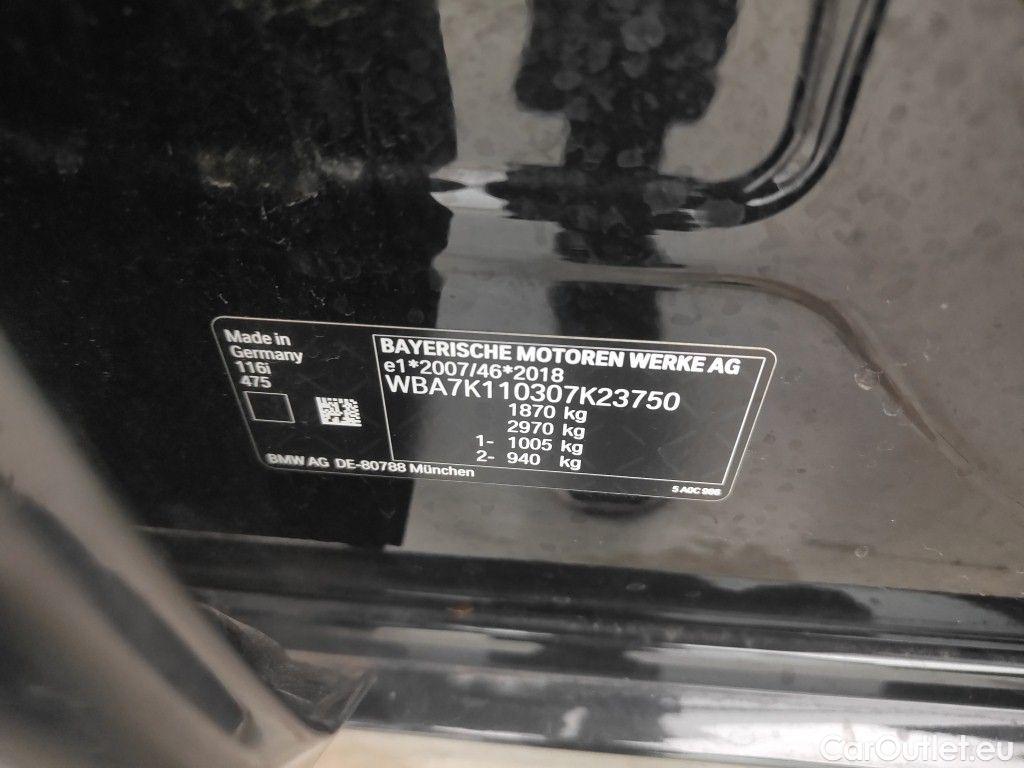 Made in
Germany
116i
475
BAYERISCHE MOTOREN WERKE AG
e1*2007/46*2018
WBA7K110307K23750
1870 kg
2970 kg
1- 1005 kg
2- 940 kg
BMW AG DE-80788 München
5 A0C 986
CarOutlet.eu